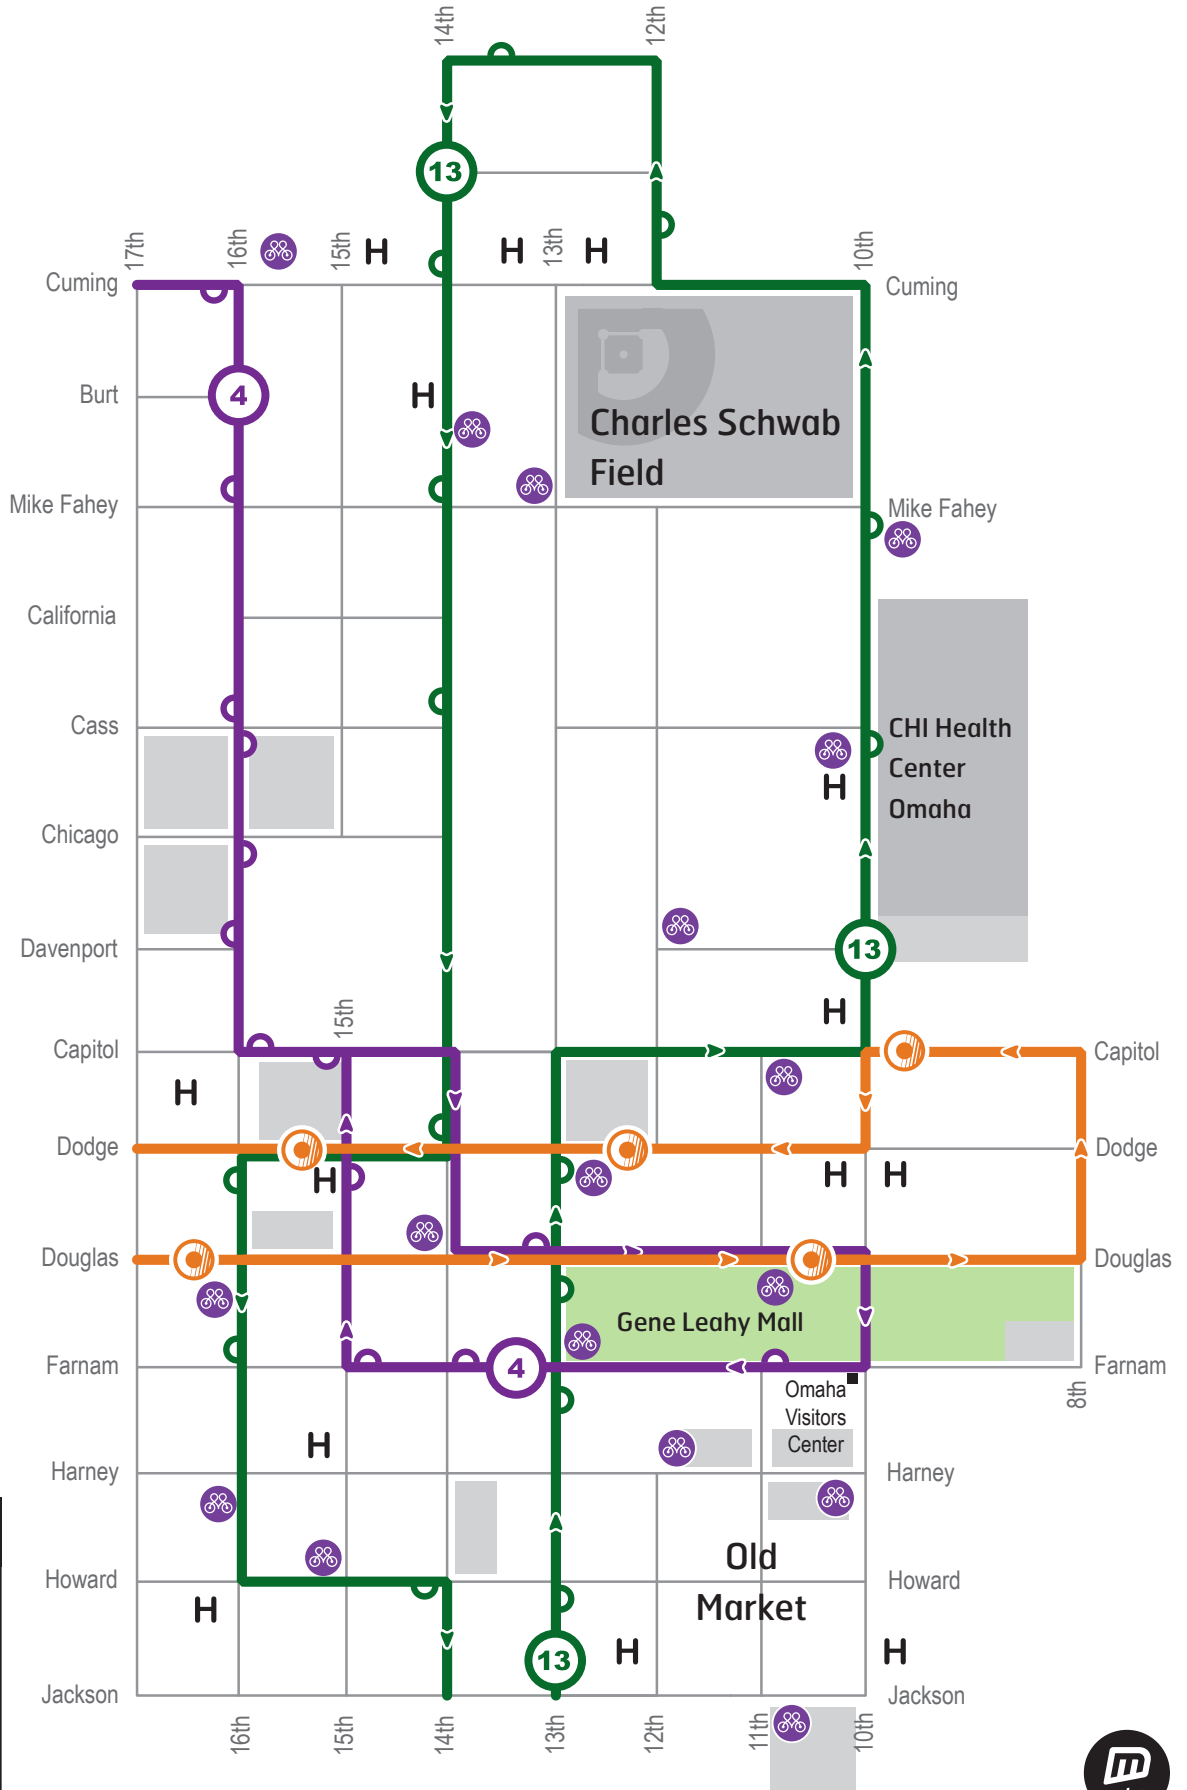 14th
12th
13
17th
16th
15th
H
H
13th
H
10th
Cuming
Cuming
Burt
4
H
Charles Schwab
Field
Mike Fahey
Mike Fahey
California
Cass
CHI Health
Center
Omaha
H
Chicago
Davenport
13
15th
H
Capitol
Capitol
H
Dodge
Dodge
H
H
H
Douglas
Douglas
Gene Leahy Mall
Farnam
4
Farnam
8th
Omaha
Visitors
Center
H
Harney
Harney
Old
Market
Howard
Howard
H
13
H
H
Jackson
Jackson
16th
15th
14th
13th
12th
11th
10th
m